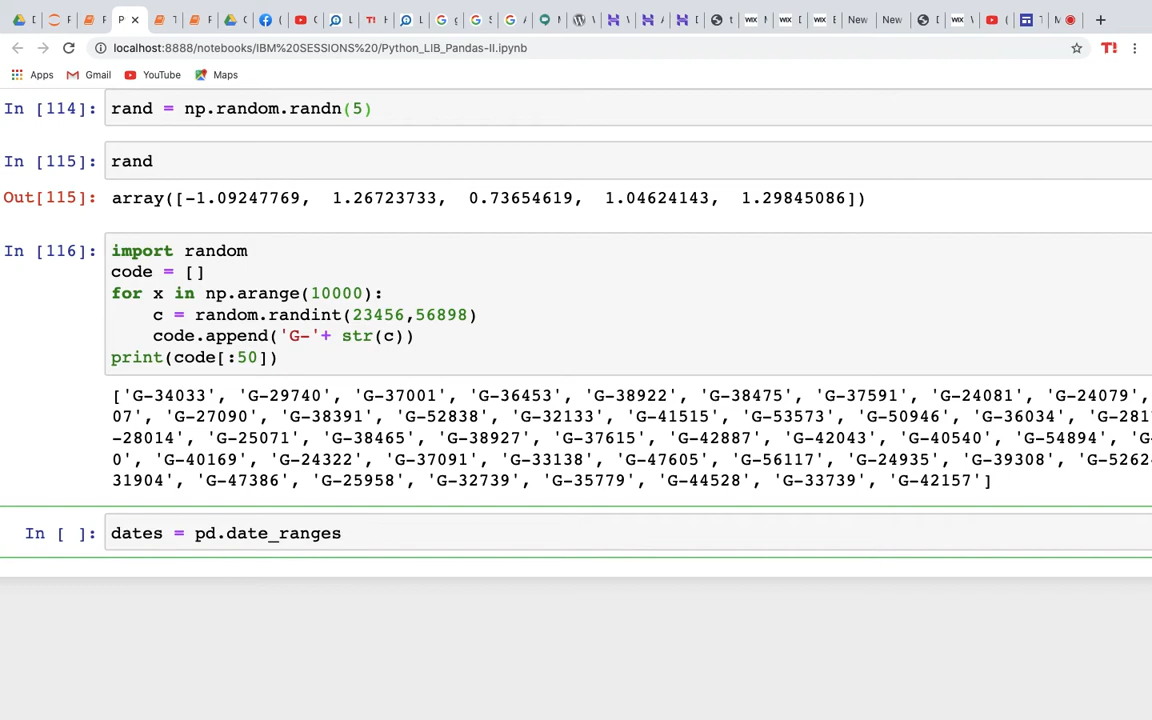 localhost:8888/notebooks/IBM%20SESSIONS%20/Python_LIB_Pandas-II.ipynb
Apps Gmail YouTube Maps
In [114]: rand = np.random.randn(5)
In [115]: rand
Out[115]: array([-1.09247769, 1.26723733, 0.73654619, 1.04624143, 1.29845086])
In [116]: import random
code = []
for x in np.arange(10000):
c = random.randint(23456,56898)
code.append('G-'+ str(c))
print(code[:50])
['G-34033', 'G-29740', 'G-37001', 'G-36453', 'G-38922', 'G-38475', 'G-37591', 'G-24081', 'G-24079',
07', 'G-27090', 'G-38391', 'G-52838', 'G-32133', 'G-41515', 'G-53573', 'G-50946', 'G-36034', 'G-281
-28014', 'G-25071', 'G-38465', 'G-38927', 'G-37615', 'G-42887', 'G-42043', 'G-40540', 'G-54894', 'G-
0', 'G-40169', 'G-24322', 'G-37091', 'G-33138', 'G-47605', 'G-56117', 'G-24935', 'G-39308', 'G-5262
31904', 'G-47386', 'G-25958', 'G-32739', 'G-35779', 'G-44528', 'G-33739', 'G-42157']
In [ ]: dates = pd.date_ranges